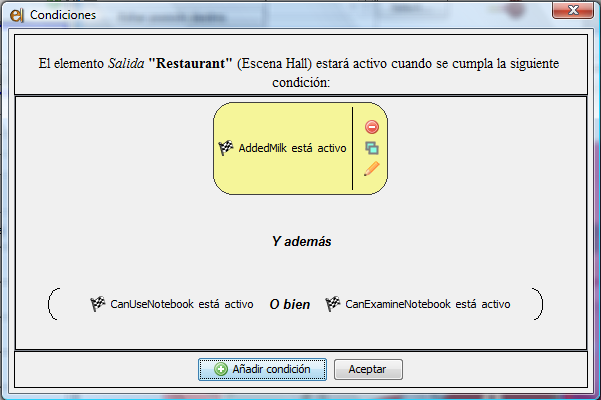 Condiciones
El elemento Salida "Restaurant" (Escena Hall) estará activo cuando se cumpla la siguiente
condición:
AddedMilk está activo
Y además
CanUseNotebook está activo O bien CanExamineNotebook está activo
Añadir condición Aceptar